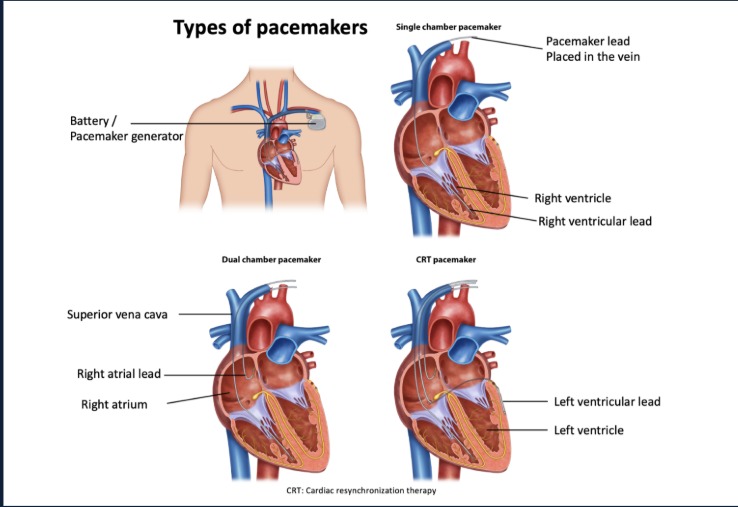 Types of pacemakers
Single chamber pacemaker
Pacemaker lead
Placed in the vein
Battery /
Pacemaker generator
Right ventricle
Right ventricular lead
Dual chamber pacemaker
CRT pacemaker
Superior vena cava
Right atrial lead
Right atrium
Left ventricular lead
Left ventricle
CRT: Cardiac resynchronization therapy